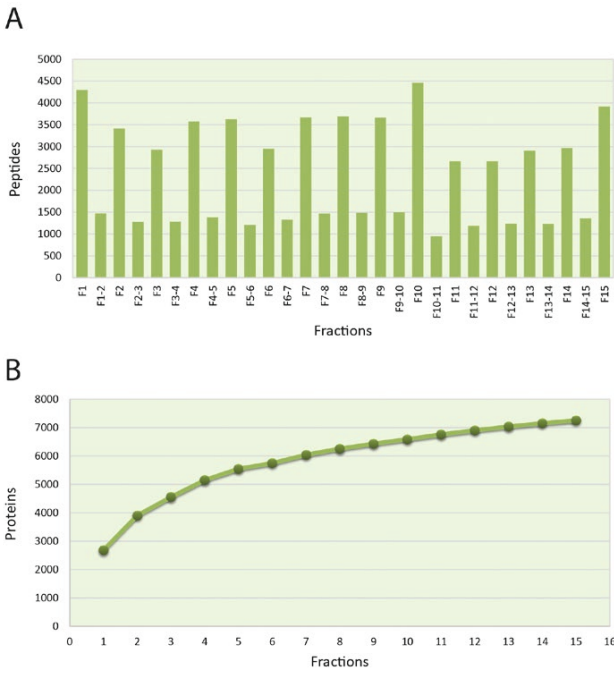 A
5000
4500
4000
3500
3000
2500
2000
1500
1000
500
0
Peptides
F1
F1-2
F2
F2-3
F3
F3-4
F4
F4-5
F5
F5-6
F6
F6-7
F7
F7-8
F8
F8-9
F9
F9-10
F10
F10-11
F11
F11-12
F12
F12-13
F13
F13-14
F14
F14-15
F15
Fractions
B
8000
7000
6000
5000
4000
3000
2000
1000
0
Proteins
0 1 2 3 4 5 6 7 8 9 10 11 12 13 14 15 16
Fractions